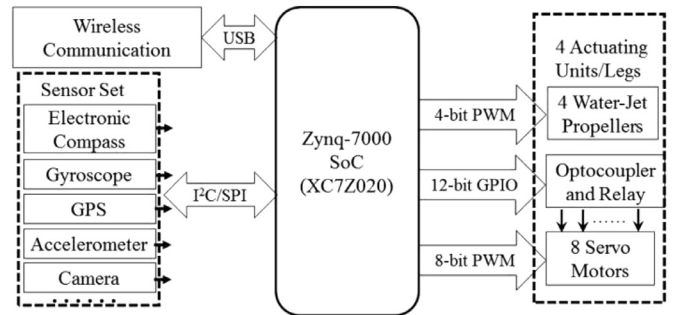 Wireless
Communication
USB
Sensor Set
Electronic
Compass
Gyroscope
GPS
Accelerometer
Camera
......
I²C/SPI
Zynq-7000
SoC
(XC7Z020)
4-bit PWM
12-bit GPIO
8-bit PWM
4 Actuating
Units/Legs
4 Water-Jet
Propellers
Optocoupler
and Relay
......
8 Servo
Motors